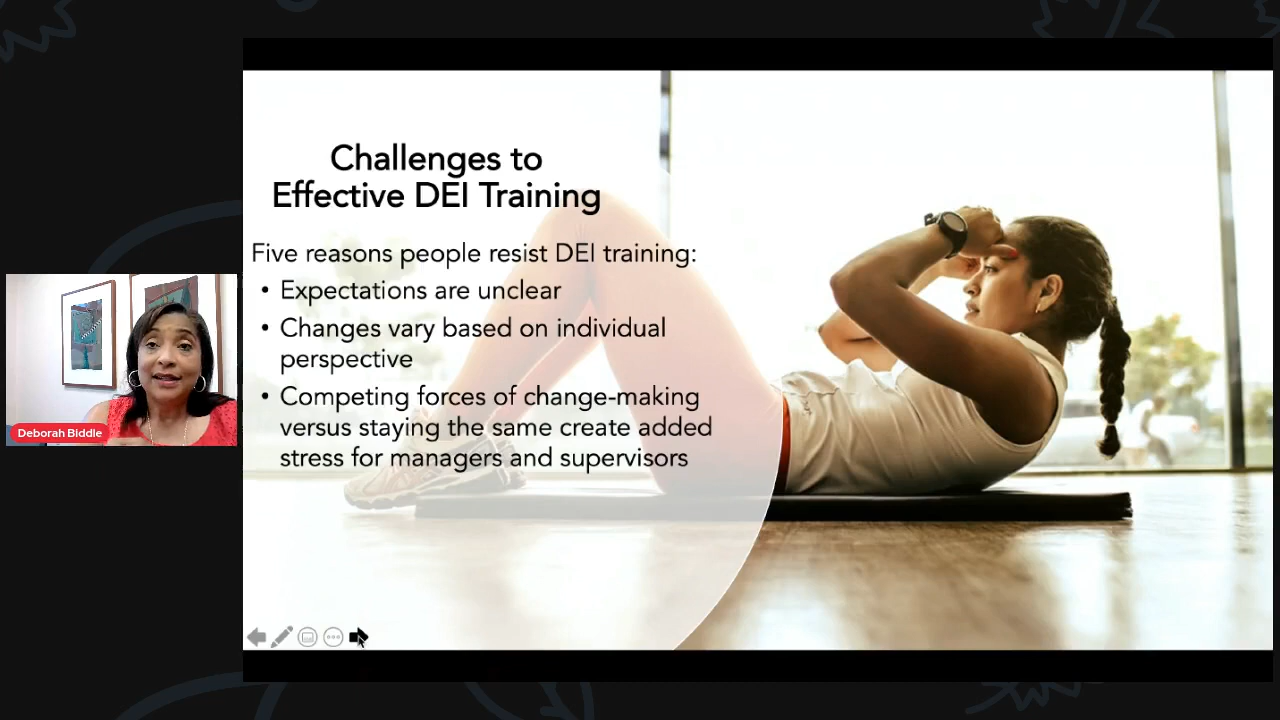 Challenges to
Effective DEI Training
Five reasons people resist DEI training:
• Expectations are unclear
• Changes vary based on individual
perspective
• Competing forces of change-making
versus staying the same create added
stress for managers and supervisors
Deborah Biddle